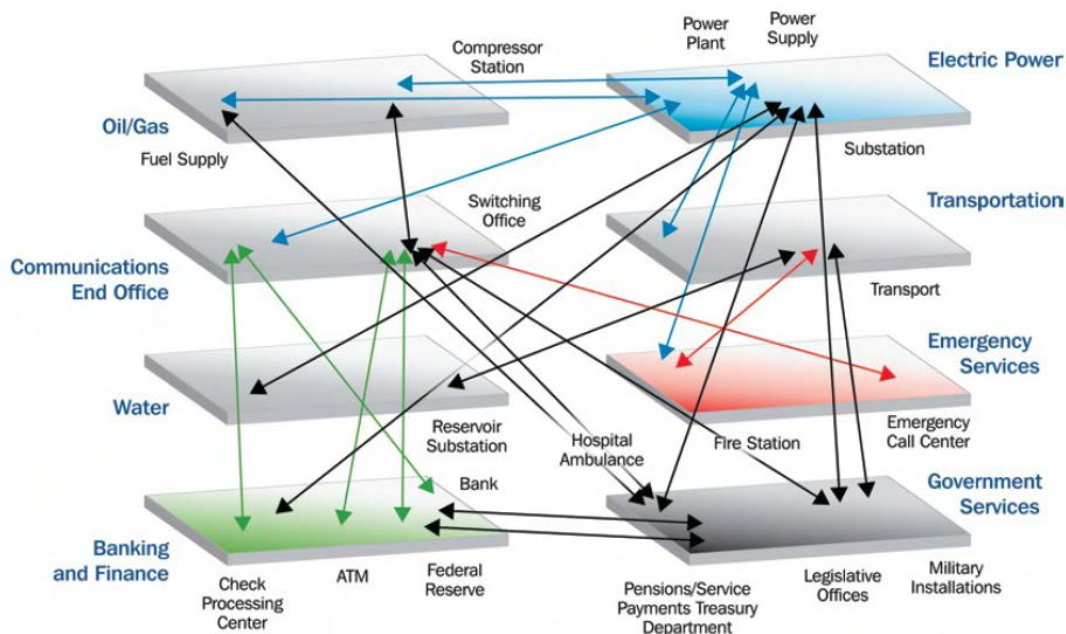 Power
Plant
Power
Supply
Compressor
Station
Electric Power
Oil/Gas
Fuel Supply
Substation
Switching
Office
Transportation
Communications
End Office
Transport
Emergency
Services
Water
Reservoir
Substation
Hospital
Ambulance
Fire Station
Emergency
Call Center
Bank
Government
Services
Banking
and Finance
Check
Processing
Center
ATM
Federal
Reserve
Pensions/Service
Payments Treasury
Department
Legislative
Offices
Military
Installations